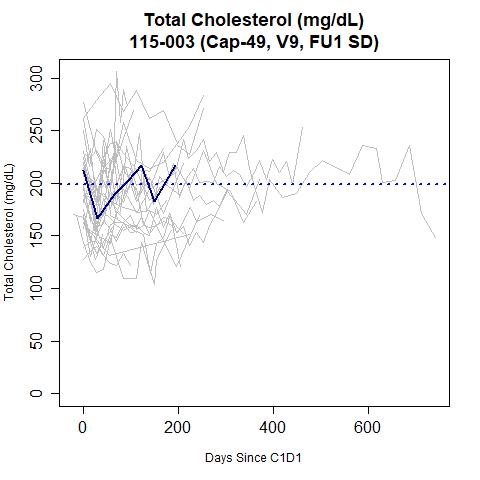 Total Cholesterol (mg/dL)
115-003 (Cap-49, V9, FU1 SD)
Total Cholesterol (mg/dL)
300
250
200
150
100
50
0
0 200 400 600
Days Since C1D1